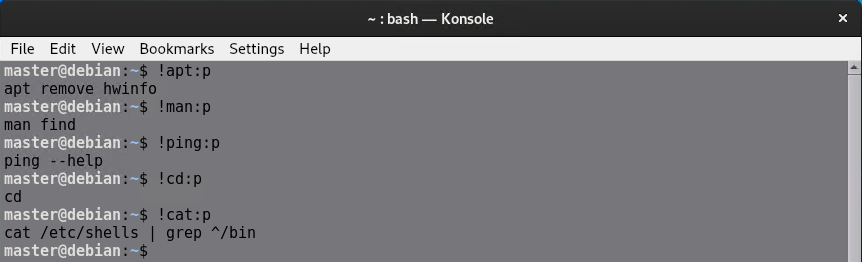 ~ : bash — Konsole
File Edit View Bookmarks Settings Help
master@debian:~$ !apt:p
apt remove hwinfo
master@debian:~$ !man:p
man find
master@debian:~$ !ping:p
ping --help
master@debian:~$ !cd:p
cd
master@debian:~$ !cat:p
cat /etc/shells | grep ^/bin
master@debian:~$